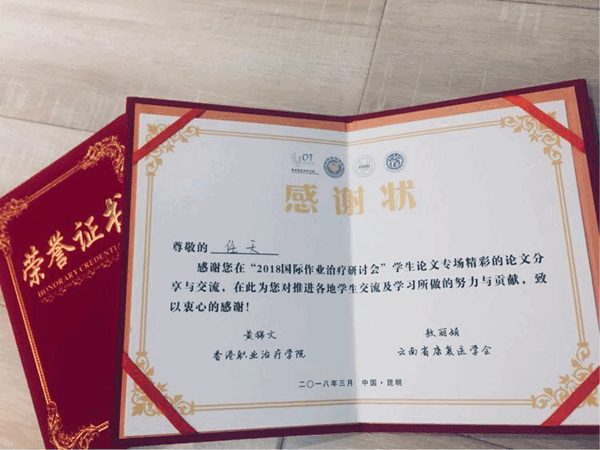 荣誉证书
HONORARY CREDENTIAL
OT
感谢状
尊敬的 任天
感谢您在“2018国际作业治疗研讨会”学生论文专场精彩的论文分
享与交流，在此为您对推进各地学生交流及学习所做的努力与贡献，致
以衷心的感谢！
黄锦文 敖丽娟
香港职业治疗学院 云南省康复医学会
二〇一八年三月 中国·昆明